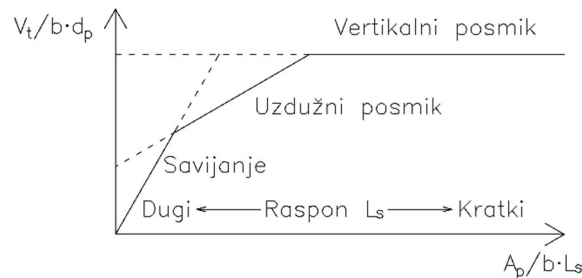 V_t/b·d_p
Vertikalni posmik
Uzdužni posmik
Savijanje
Dugi Raspon L_s Kratki
A_p/b·L_s